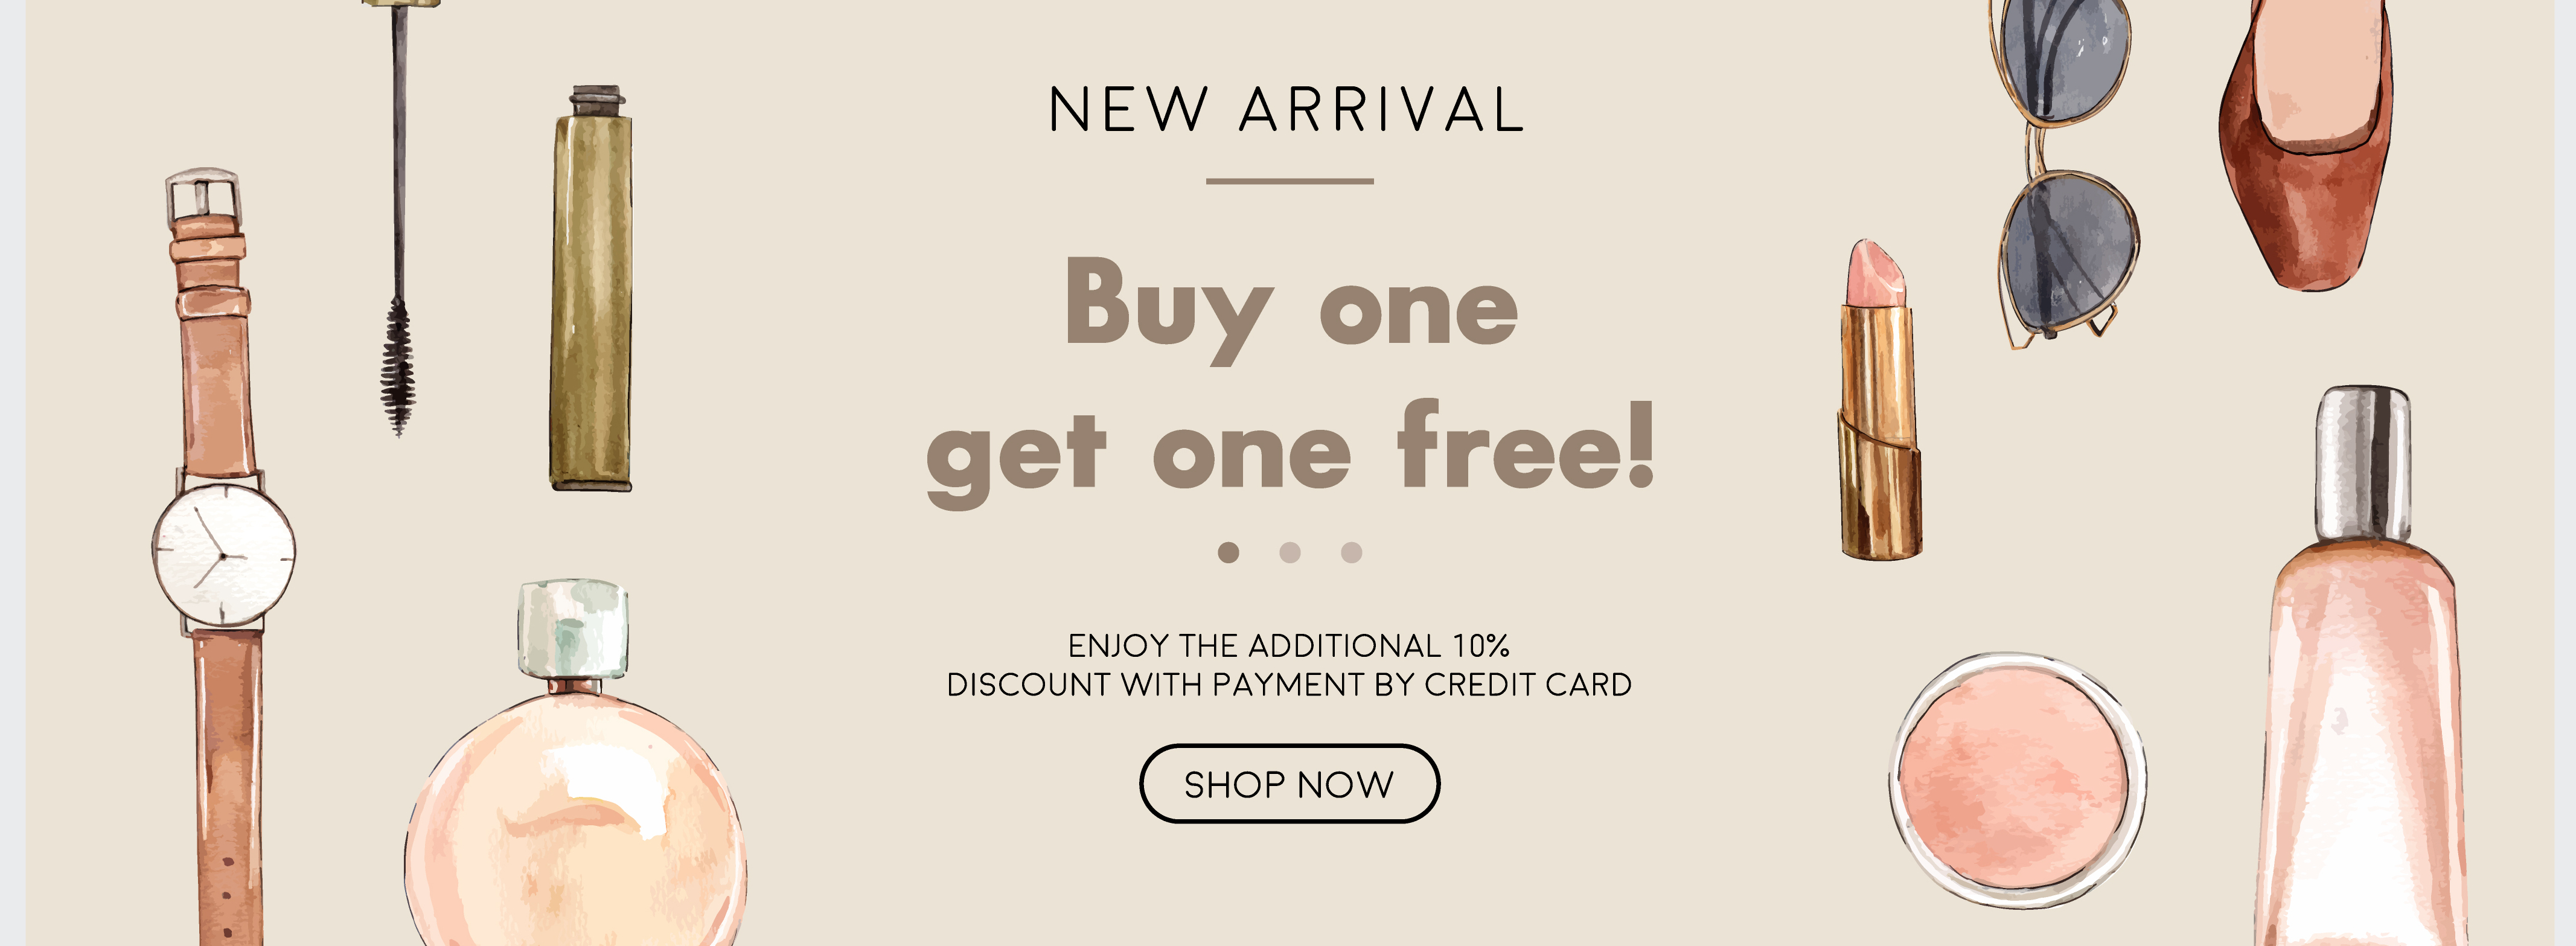 NEW ARRIVAL
Buy one
get one free!
ENJOY THE ADDITIONAL 10%
DISCOUNT WITH PAYMENT BY CREDIT CARD
SHOP NOW